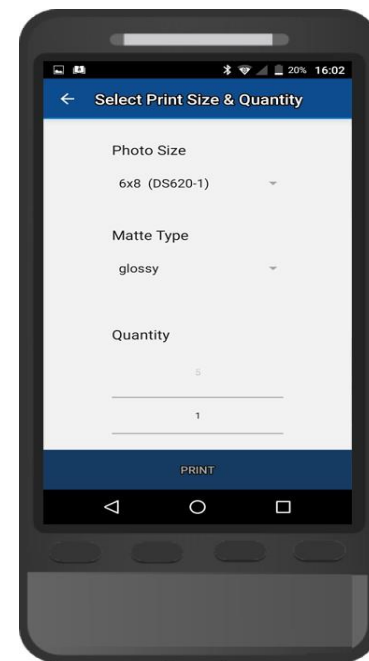 20% 16:02
Select Print Size & Quantity
Photo Size
6x8 (DS620-1)
Matte Type
glossy
Quantity
5
1
PRINT